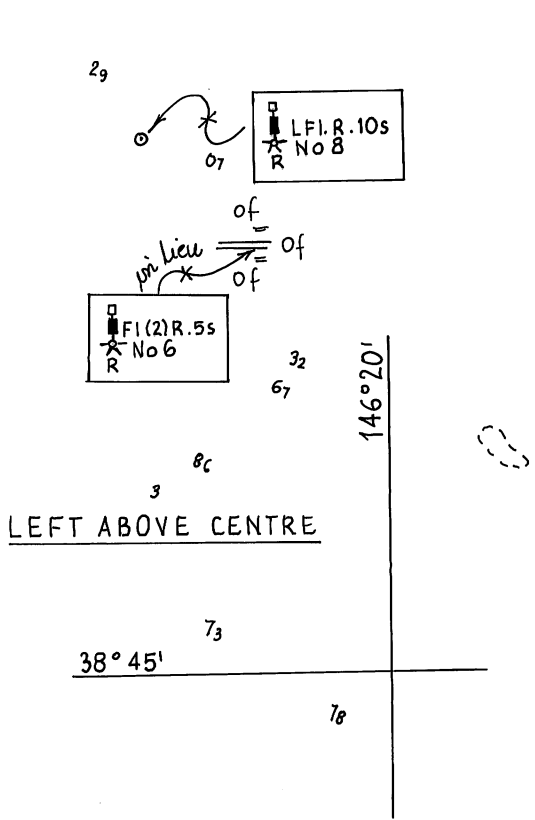 2₉
LFl.R.10s
No 8
R
0₇
Of
in lieu
Of
Of
Fl(2)R.5s
No 6
R
3₂
6₇
146°20'
8₆
3
LEFT ABOVE CENTRE
7₃
38°45'
7₈